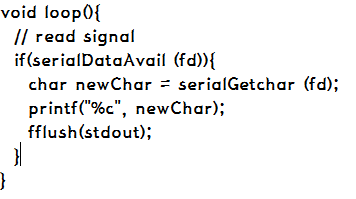 void loop(){
  // read signal
  if(serialDataAvail (fd)){
    char newChar = serialGetchar (fd);
    printf("%c", newChar);
    fflush(stdout);
  }
}